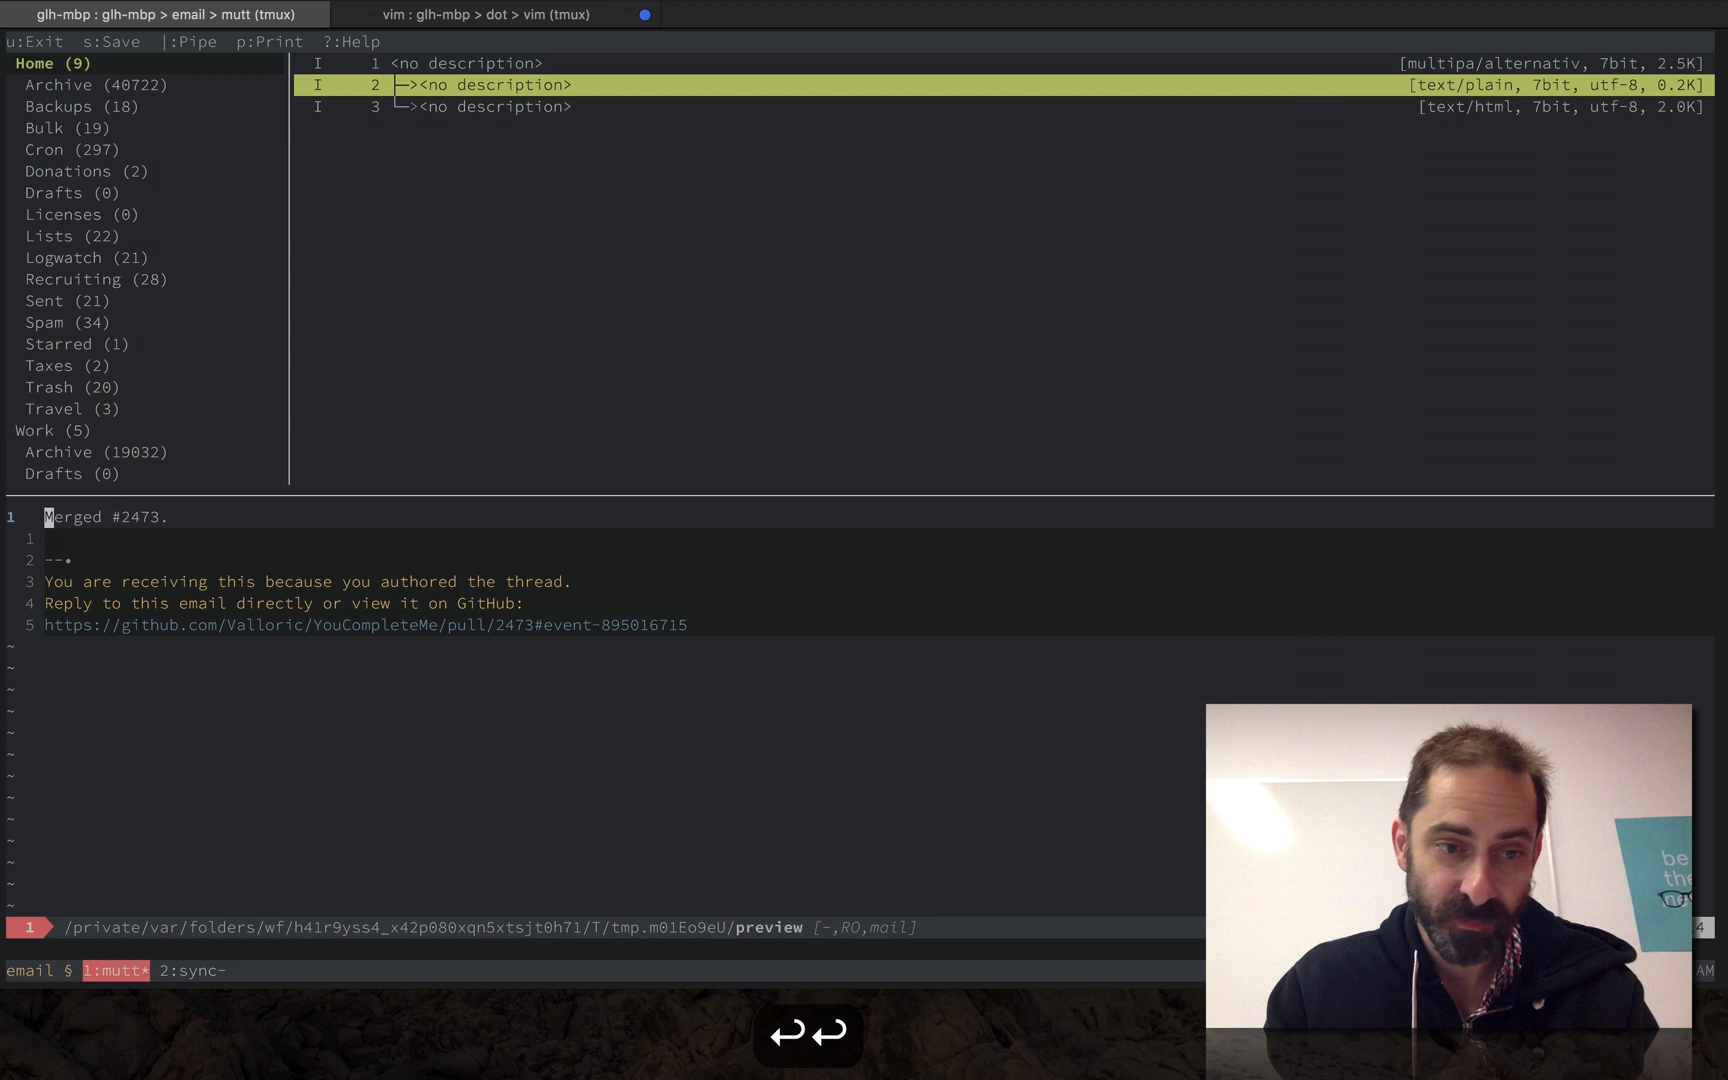 glh-mbp : glh-mbp > email > mutt (tmux)
vim : glh-mbp > dot > vim (tmux)
u:Exit  s:Save  |:Pipe  p:Print  ?:Help
Home (9)
Archive (40722)
Backups (18)
Bulk (19)
Cron (297)
Donations (2)
Drafts (0)
Licenses (0)
Lists (22)
Logwatch (21)
Recruiting (28)
Sent (21)
Spam (34)
Starred (1)
Taxes (2)
Trash (20)
Travel (3)
Work (5)
Archive (19032)
Drafts (0)
I     1 <no description>     [multipa/alternativ, 7bit, 2.5K]
I     2 ├─><no description>     [text/plain, 7bit, utf-8, 0.2K]
I     3 └─><no description>     [text/html, 7bit, utf-8, 2.0K]
1   Merged #2473.
1
2 --•
3 You are receiving this because you authored the thread.
4 Reply to this email directly or view it on GitHub:
5 https://github.com/Valloric/YouCompleteMe/pull/2473#event-895016715
~
~
~
~
~
~
~
~
~
~
~
~
~
1 /private/var/folders/wf/h41r9yss4_x42p080xqn5xtsjt0h71/T/tmp.m01Eo9eU/preview [-,RO,mail]
4
email § 1:mutt* 2:sync-
AM
be
the